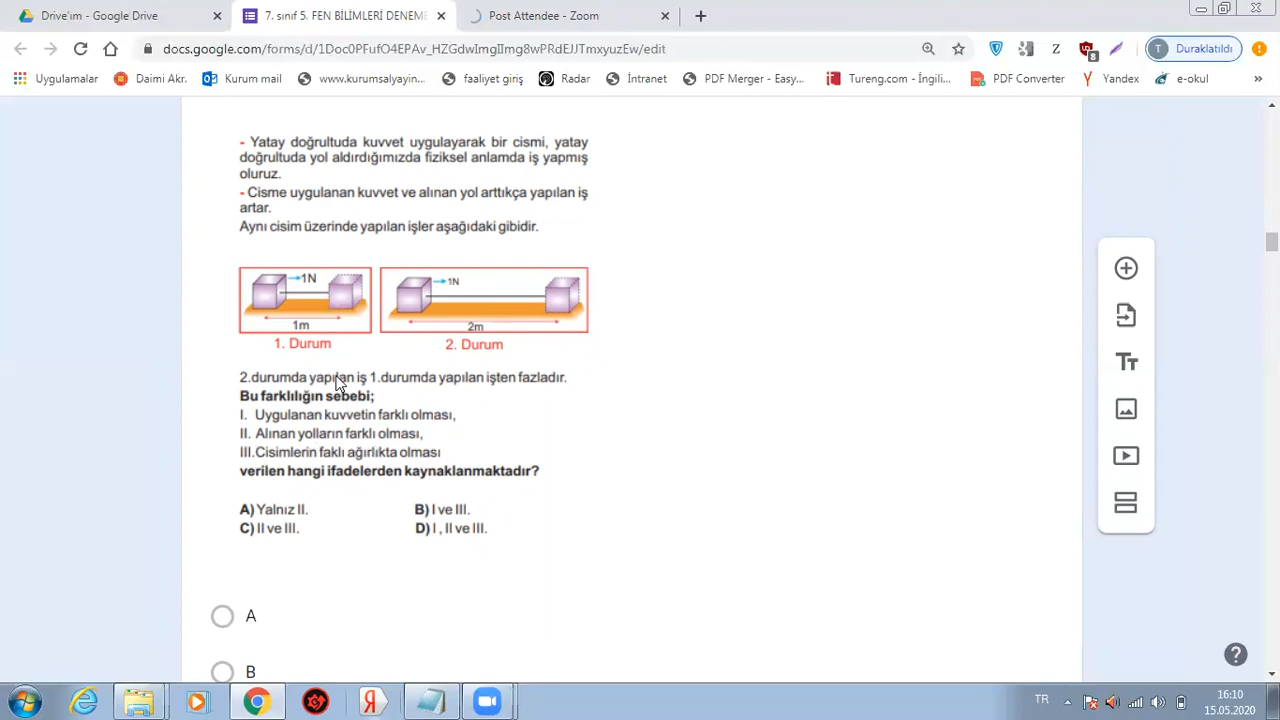 Drive'ım - Google Drive
7. sınıf 5. FEN BİLİMLERİ DENEME
Post Attendee - Zoom
docs.google.com/forms/d/1Doc0PFufO4EPAv_HZGdwImgIImg8wPRdEJJTmxyuzEw/edit
Z
8
T Duraklatıldı
Uygulamalar
Daimi Akr.
Kurum mail
www.kurumsalyayin...
faaliyet giriş
Radar
İntranet
PDF Merger - Easy...
Tureng.com - İngili...
PDF Converter
Yandex
e-okul
»
- Yatay doğrultuda kuvvet uygulayarak bir cismi, yatay
doğrultuda yol aldırdığımızda fiziksel anlamda iş yapmış
oluruz.
- Cisme uygulanan kuvvet ve alınan yol arttıkça yapılan iş
artar.
Aynı cisim üzerinde yapılan işler aşağıdaki gibidir.
1N
1m
1. Durum
1N
2m
2. Durum
2.durumda yapılan iş 1.durumda yapılan işten fazladır.
Bu farklılığın sebebi;
I. Uygulanan kuvvetin farklı olması,
II. Alınan yolların farklı olması,
III.Cisimlerin faklı ağırlıkta olması
verilen hangi ifadelerden kaynaklanmaktadır?
A) Yalnız II. B) I ve III.
C) II ve III. D) I , II ve III.
A
B
TR
16:10
15.05.2020